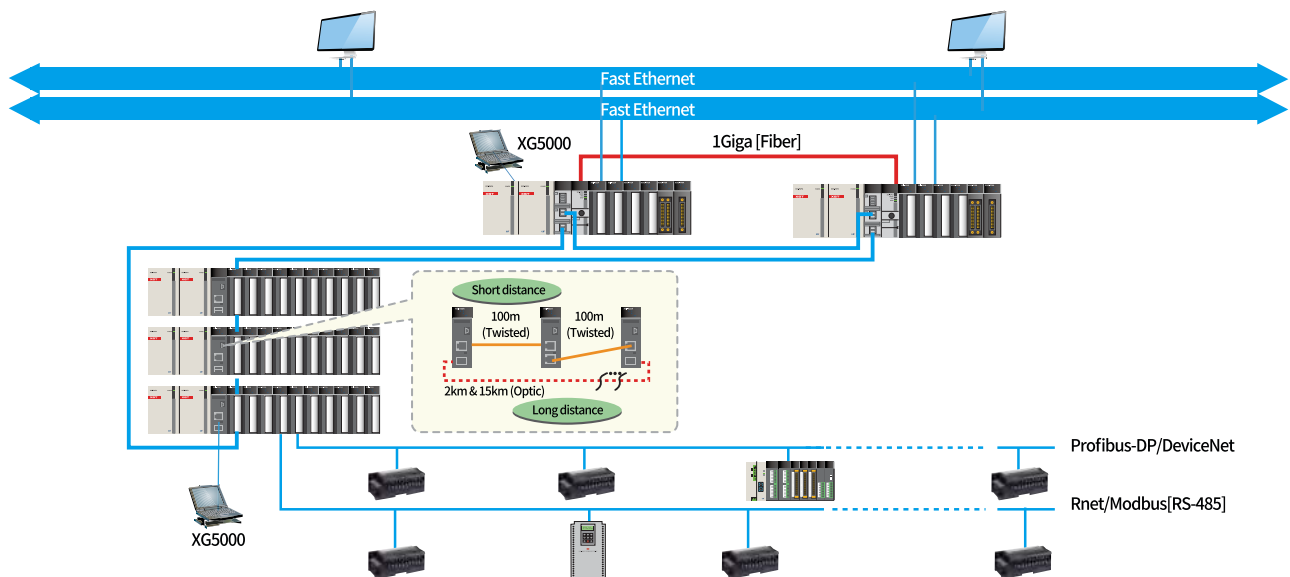 Fast Ethernet
Fast Ethernet
XG5000
1Giga [Fiber]
Short distance
100m
(Twisted)
100m
(Twisted)
2km & 15km (Optic)
Long distance
Profibus-DP/DeviceNet
Rnet/Modbus[RS-485]
XG5000